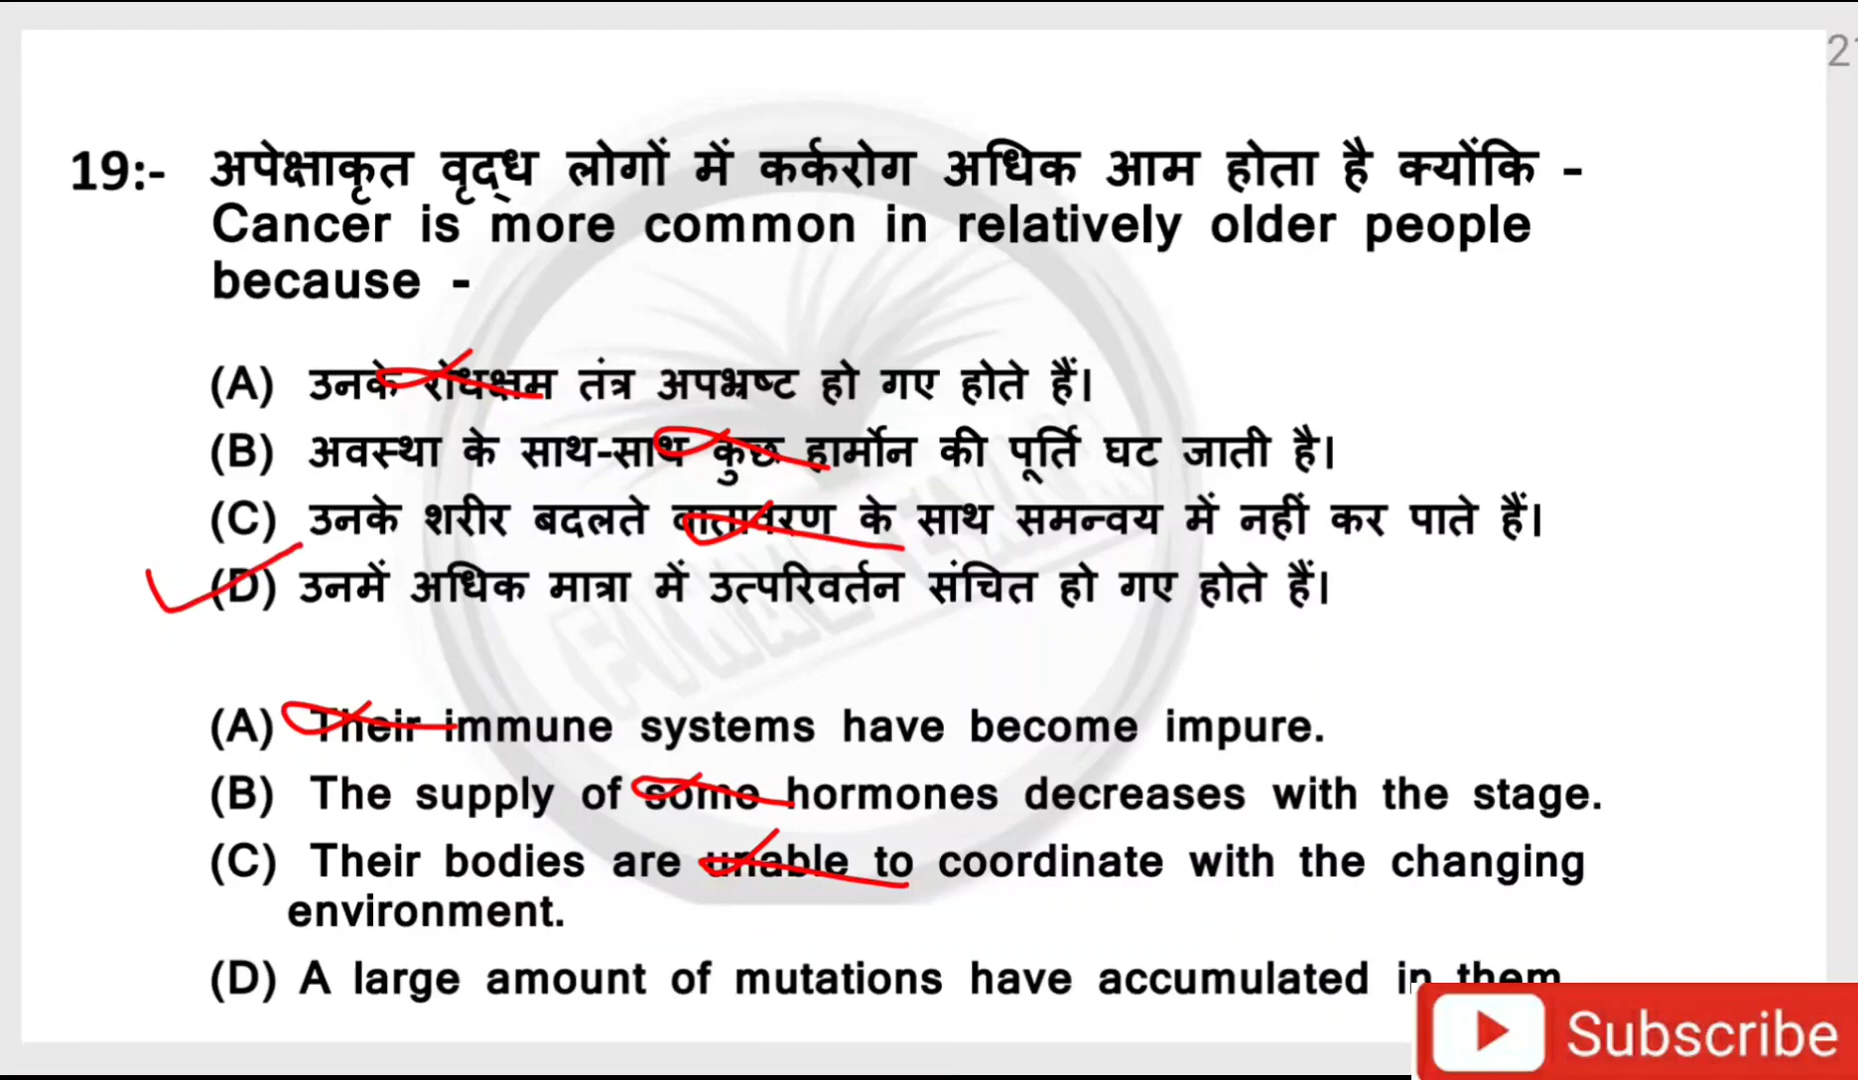 21
19:- अपेक्षाकृत वृद्ध लोगों में कर्करोग अधिक आम होता है क्योंकि -
Cancer is more common in relatively older people
because -
(A) उनके रोधक्षम तंत्र अपभ्रष्ट हो गए होते हैं।
(B) अवस्था के साथ-साथ कुछ हार्मोन की पूर्ति घट जाती है।
(C) उनके शरीर बदलते वातावरण के साथ समन्वय में नहीं कर पाते हैं।
(D) उनमें अधिक मात्रा में उत्परिवर्तन संचित हो गए होते हैं।
FINAL EXAM
(A) Their immune systems have become impure.
(B) The supply of some hormones decreases with the stage.
(C) Their bodies are unable to coordinate with the changing
environment.
(D) A large amount of mutations have accumulated in them
Subscribe